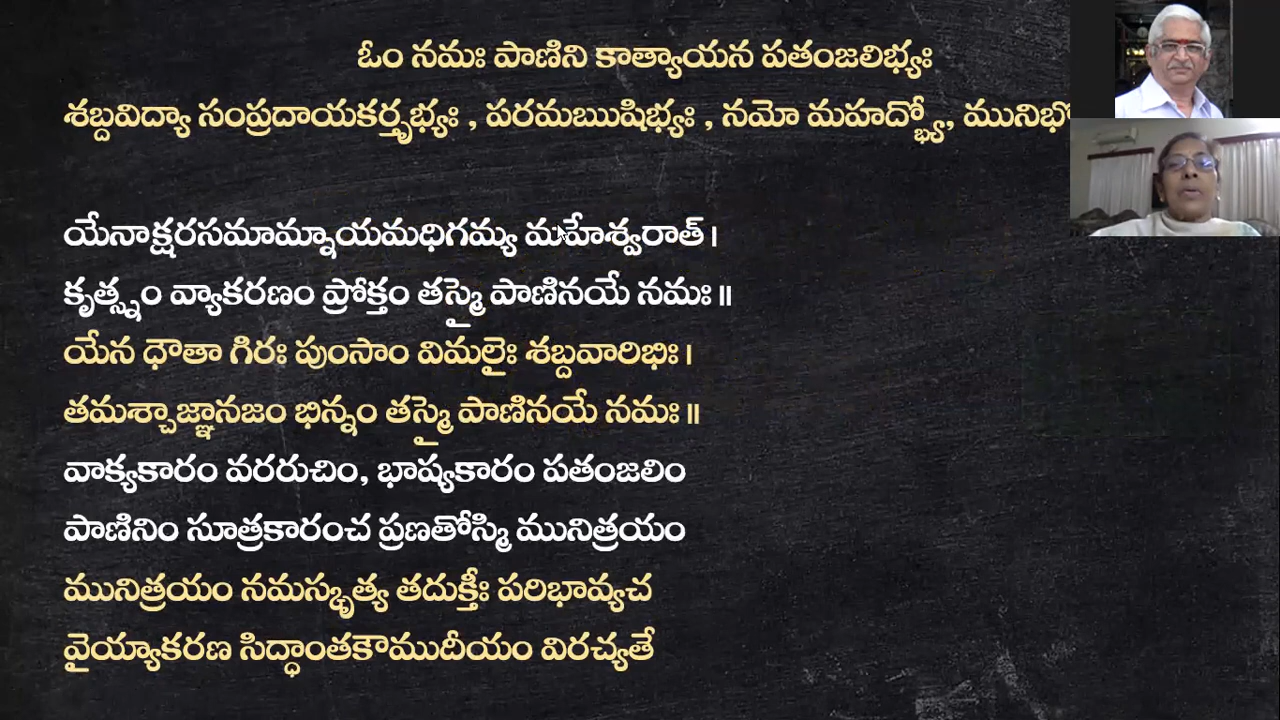 ఓం నమః పాణిని కాత్యాయన పతంజలిభ్యః
శబ్దవిద్యా సంప్రదాయకర్తృభ్యః , పరమఋషిభ్యః , నమో మహద్భ్యో,
యేనాక్షరసమామ్నాయమధిగమ్య మహేశ్వరాత్ ।
కృత్స్నం వ్యాకరణం ప్రోక్తం తస్మై పాణినయే నమః ॥
యేన ధౌతా గిరః పుంసాం విమలైః శబ్దవారిభిః ।
తమశ్చాజ్ఞానజం భిన్నం తస్మై పాణినయే నమః ॥
వాక్యకారం వరరుచిం, భాష్యకారం పతంజలిం
పాణినిం సూత్రకారంచ ప్రణతోస్మి మునిత్రయం
మునిత్రయం నమస్కృత్య తదుక్తీః పరిభావ్యచ
వైయ్యాకరణ సిద్ధాంతకౌముదీయం విరచ్యతే